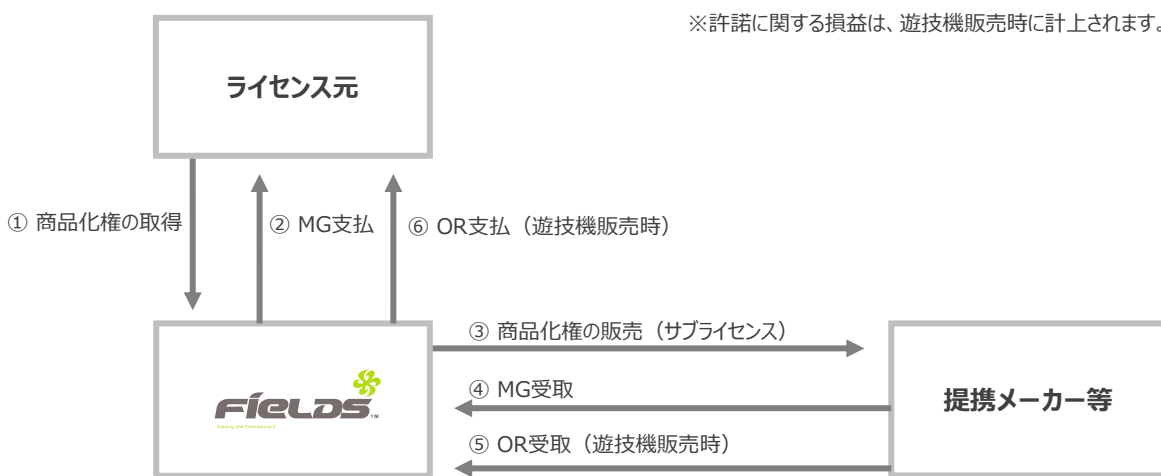 ※許諾に関する損益は、遊技機販売時に計上されます。
ライセンス元
① 商品化権の取得
② MG支払
⑥ OR支払（遊技機販売時）
③ 商品化権の販売（サブライセンス）
FIELDS™
Gaming and Entertainment
④ MG受取
提携メーカー等
⑤ OR受取（遊技機販売時）